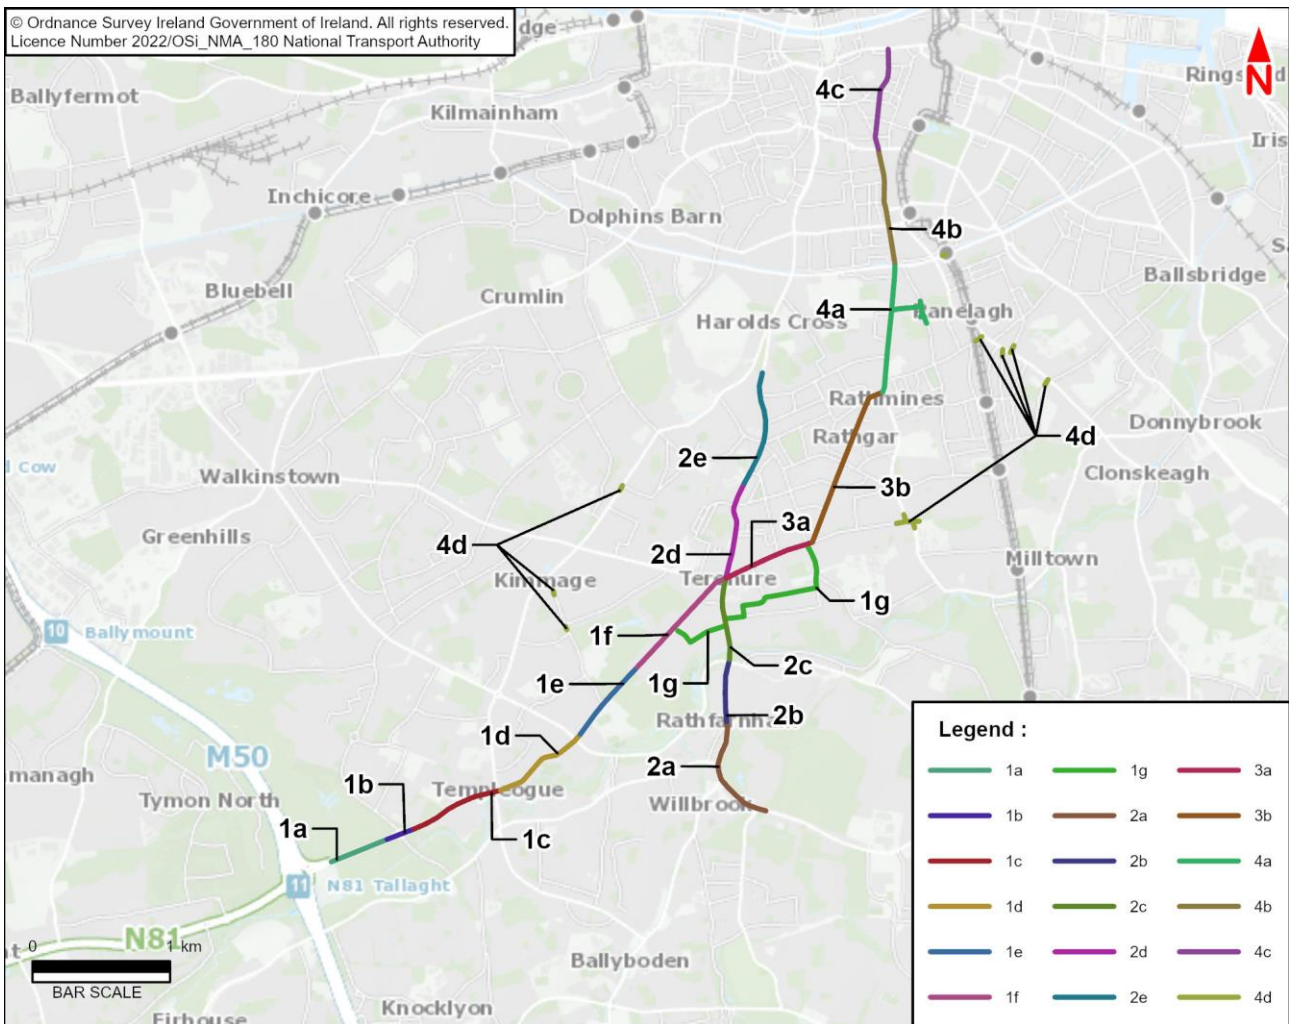 © Ordnance Survey Ireland Government of Ireland. All rights reserved.
Licence Number 2022/OSi_NMA_180 National Transport Authority
dge
Rings
d
N
Ballyfermot
4c
Kilmainham
Iris
Inchicore
Dolphins Barn
4b
S
Ballsbridge
Bluebell
Crumlin
4a
Ranelagh
Harolds Cross
Rathmines
Donnybrook
Rathgar
4d
2e
d Cow
Walkinstown
Clonskeagh
3b
3a
Greenhills
4d
2d
Milltown
Kimmage
Terenure
1g
10
Ballymount
1f
2c
1e
1g
Rathfarnha
2b
1d
M50
2a
managh
1b
Templeogue
Tymon North
Willbrook
1a
1c
11
N81 Tallaght
N81
t
0
1 km
BAR SCALE
Ballyboden
Knocklyon
Firhouse
Legend :
1a 1g 3a
1b 2a 3b
1c 2b 4a
1d 2c 4b
1e 2d 4c
1f 2e 4d